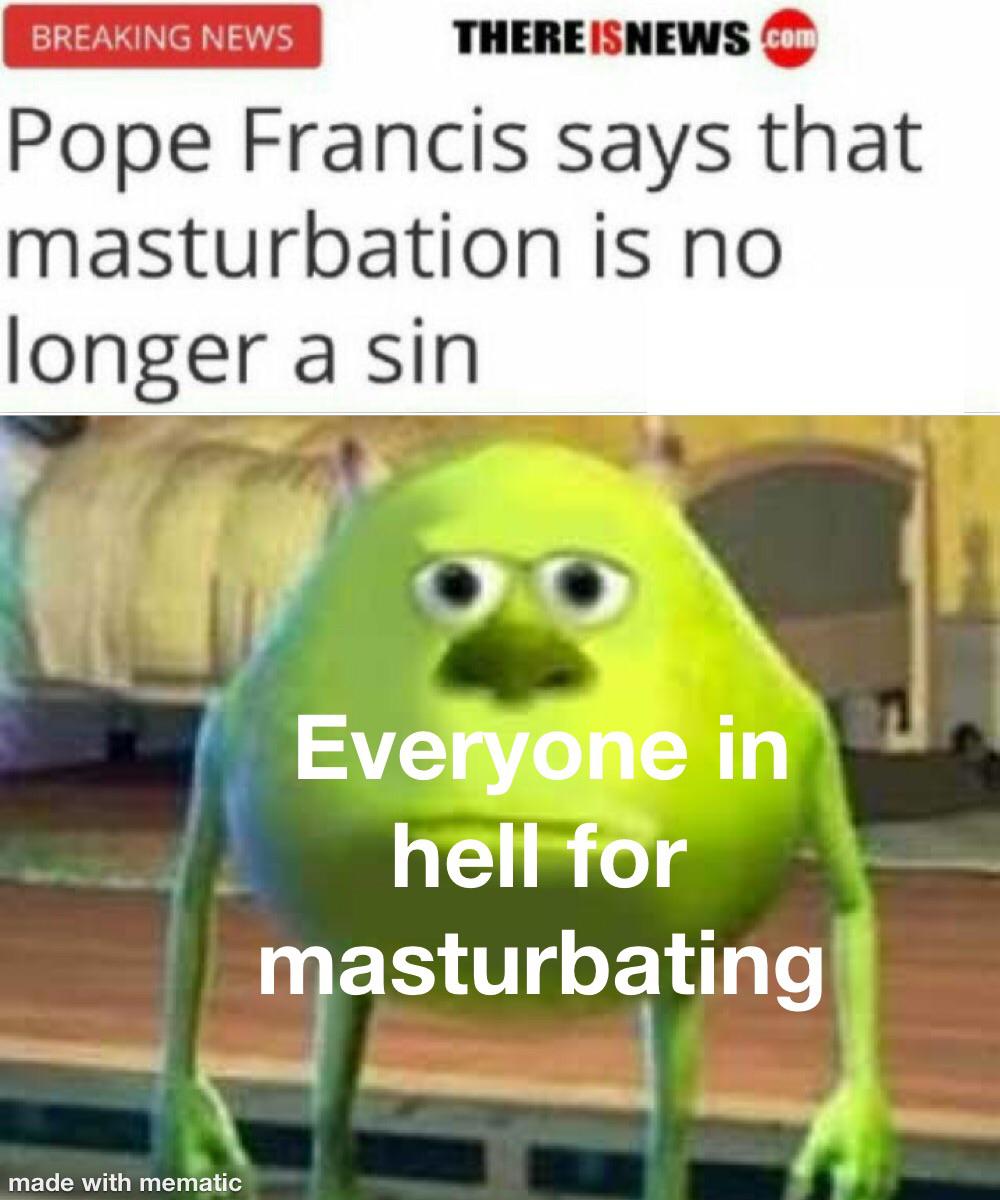 BREAKING NEWS
THEREISNEWS .com
Pope Francis says that
masturbation is no
longer a sin
Everyone in
hell for
masturbating
made with mematic